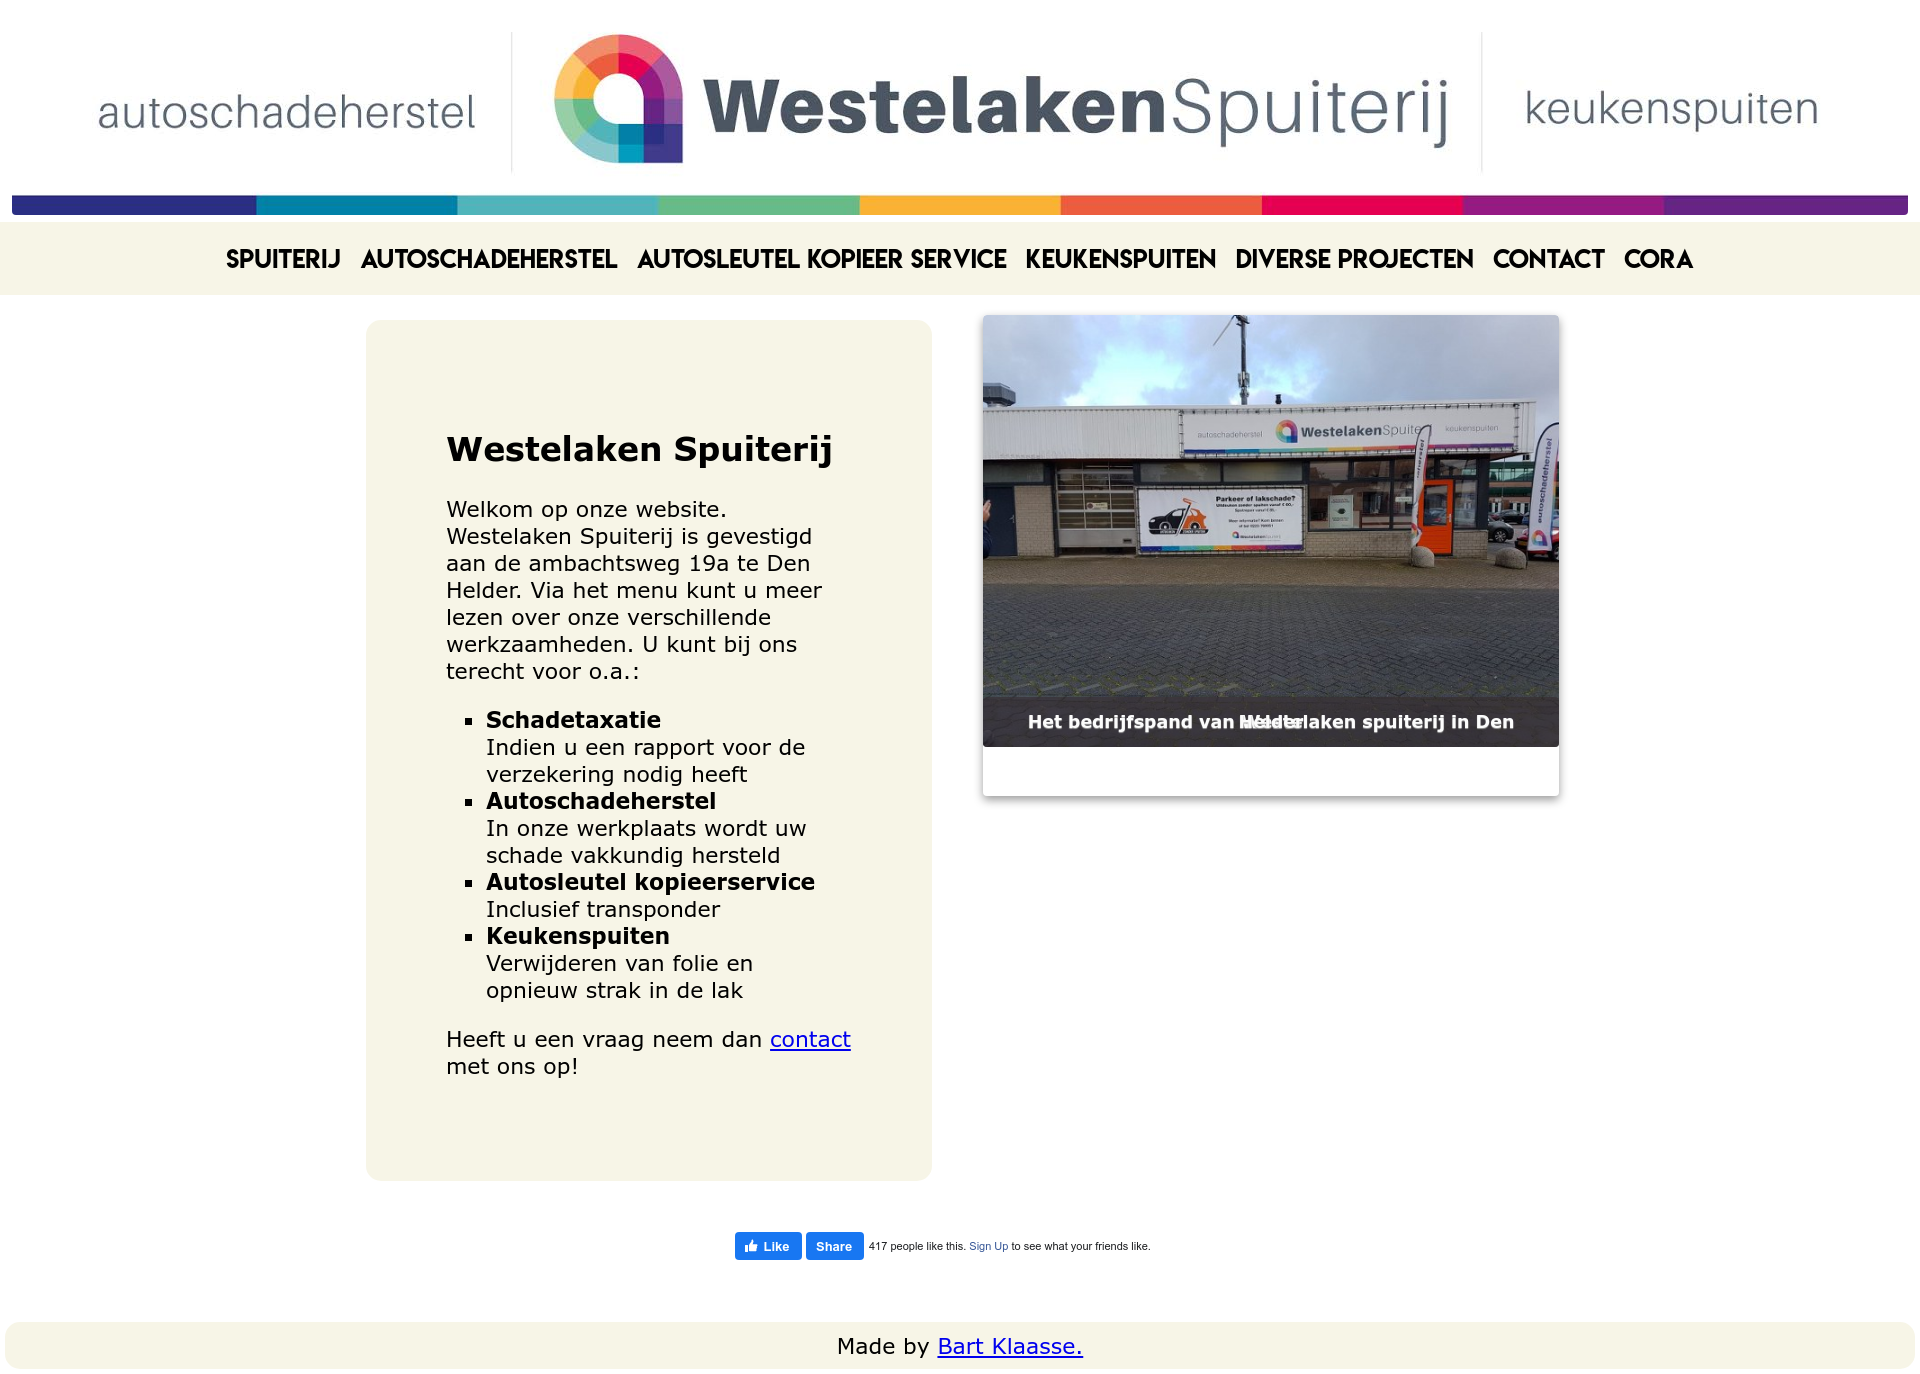 autoschadeherstel
WestelakenSpuiterij
keukenspuiten
SPUITERIJ AUTOSCHADEHERSTEL AUTOSLEUTEL KOPIEER SERVICE KEUKENSPUITEN DIVERSE PROJECTEN CONTACT CORA
Westelaken Spuiterij
Welkom op onze website.
Westelaken Spuiterij is gevestigd
aan de ambachtsweg 19a te Den
Helder. Via het menu kunt u meer
lezen over onze verschillende
werkzaamheden. U kunt bij ons
terecht voor o.a.:
Schadetaxatie
Indien u een rapport voor de
verzekering nodig heeft
Autoschadeherstel
In onze werkplaats wordt uw
schade vakkundig hersteld
Autosleutel kopieerservice
Inclusief transponder
Keukenspuiten
Verwijderen van folie en
opnieuw strak in de lak
Heeft u een vraag neem dan contact
met ons op!
autoschadeherstel
WestelakenSpuiterij
keukenspuiten
Parkeer of lakschade?
WestelakenSpuiterij
autoschadeherstel
Het bedrijfspand van Westelaken spuiterij in Den
Helder
Like Share 417 people like this. Sign Up to see what your friends like.
Made by Bart Klaasse.